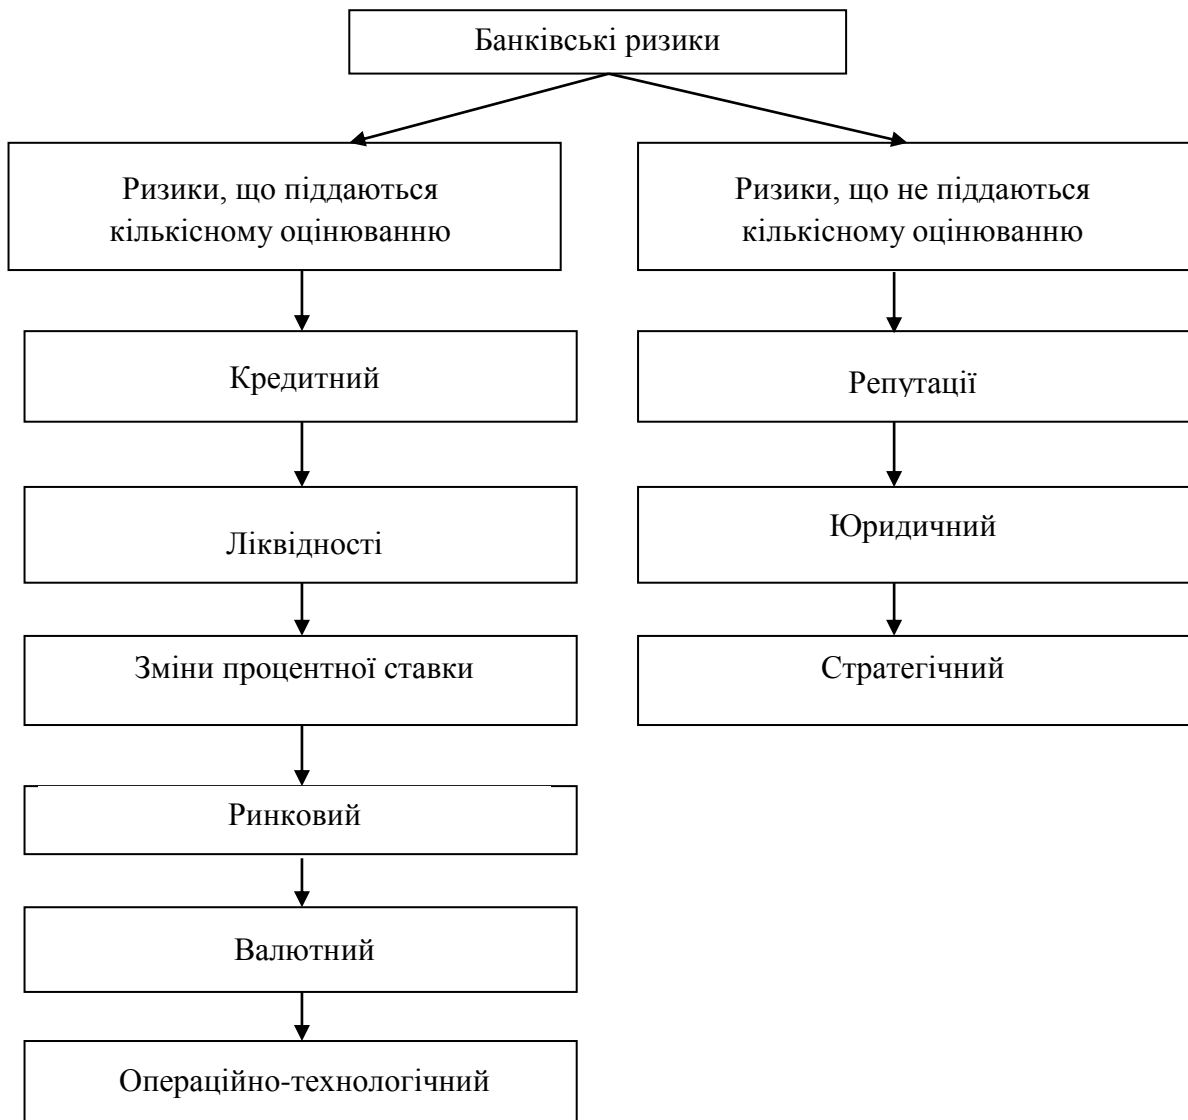 Банківські ризики
Ризики, що піддаються
кількісному оцінюванню
Ризики, що не піддаються
кількісному оцінюванню
Кредитний
Репутації
Ліквідності
Юридичний
Зміни процентної ставки
Стратегічний
Ринковий
Валютний
Операційно-технологічний